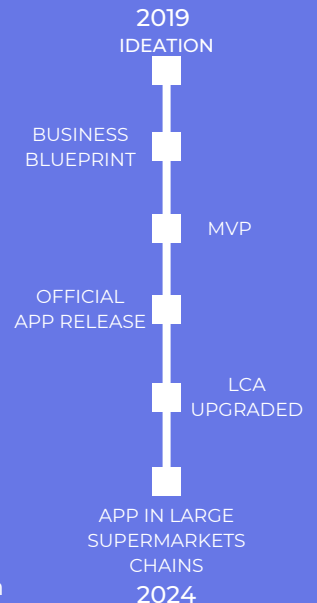 2019
IDEATION
BUSINESS
BLUEPRINT
MVP
OFFICIAL
APP RELEASE
LCA
UPGRADED
APP IN LARGE
SUPERMARKETS
CHAINS
2024